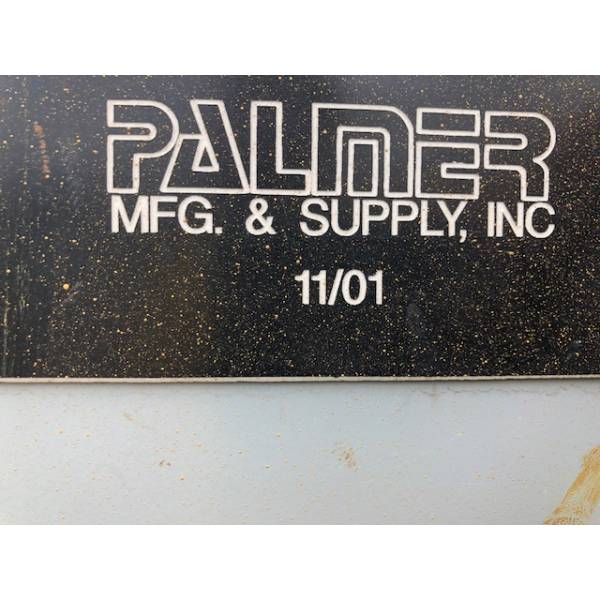 PALMER
MFG. & SUPPLY, INC
11/01